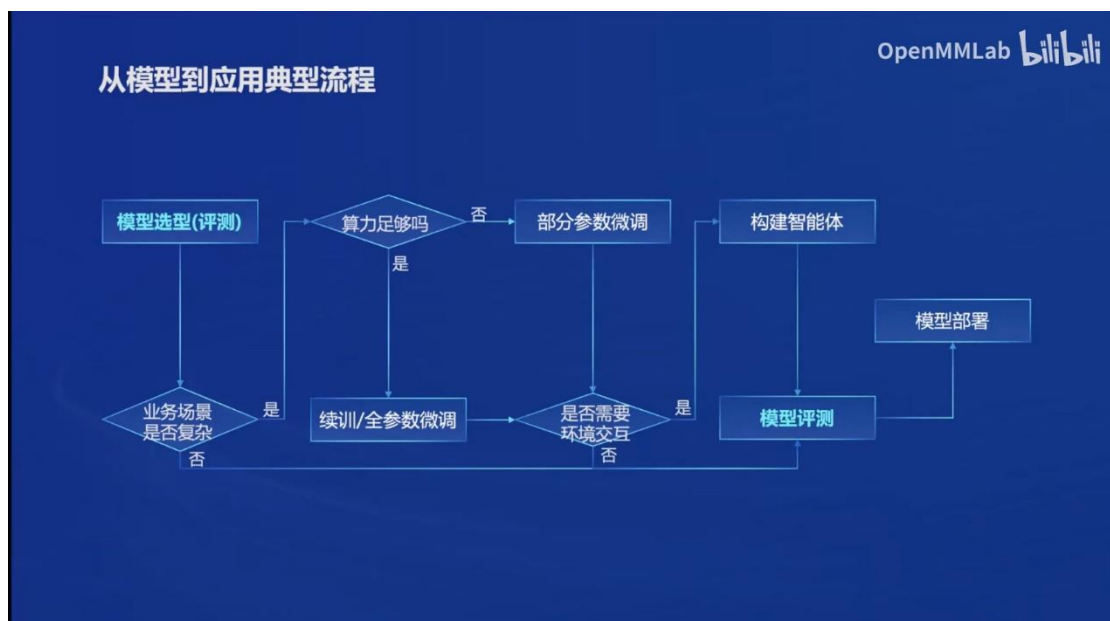 OpenMMLab bilibili
从模型到应用典型流程
模型选型(评测)
算力足够吗
否
部分参数微调
构建智能体
是
模型部署
业务场景
是否复杂
是
续训/全参数微调
是否需要
环境交互
是
模型评测
否
否